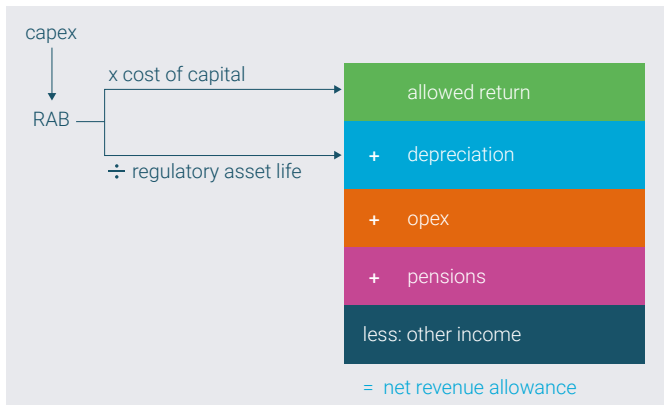 capex
x cost of capital
RAB
÷ regulatory asset life
allowed return
+ depreciation
+ opex
+ pensions
less: other income
= net revenue allowance